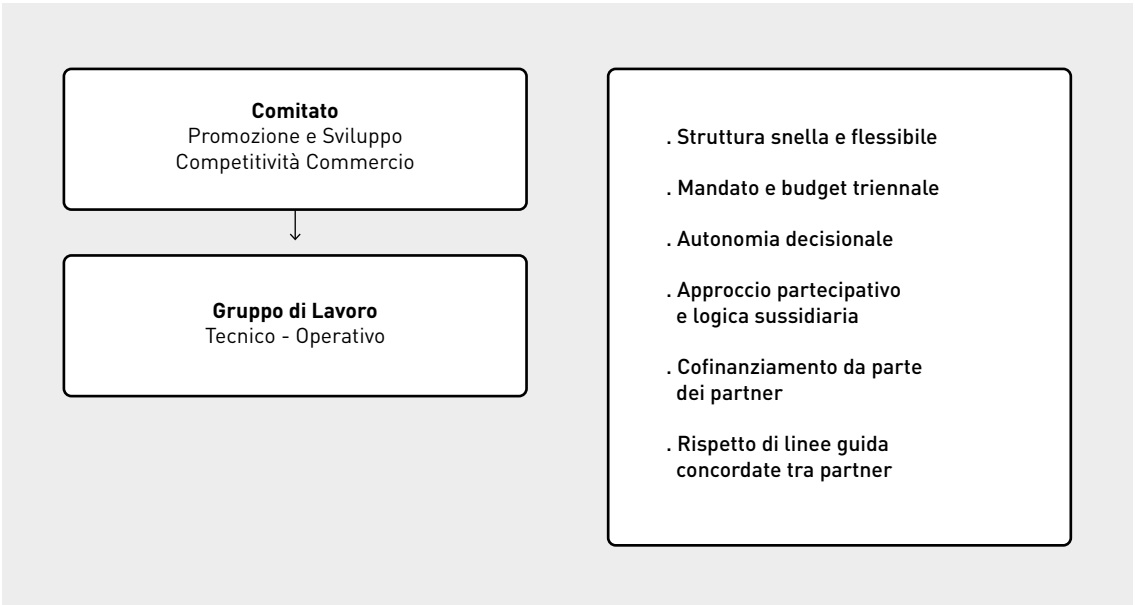 Comitato
Promozione e Sviluppo
Competitività Commercio
Gruppo di Lavoro
Tecnico - Operativo
. Struttura snella e flessibile
. Mandato e budget triennale
. Autonomia decisionale
. Approccio partecipativo
e logica sussidiaria
. Cofinanziamento da parte
dei partner
. Rispetto di linee guida
concordate tra partner